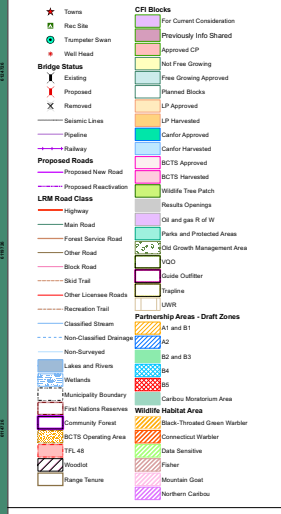 Towns
Rec Site
Trumpeter Swan
Well Head
Bridge Status
Existing
Proposed
Removed
Seismic Lines
Pipeline
Railway
Proposed Roads
Proposed New Road
Proposed Reactivation
LRM Road Class
Highway
Main Road
Forest Service Road
Other Road
Block Road
Skid Trail
Other Licensee Roads
Recreation Trail
Classified Stream
Non-Classified Drainage
Non-Surveyed
Lakes and Rivers
Wetlands
Municipality Boundary
First Nations Reserves
Community Forest
BCTS Operating Area
TFL 48
Woodlot
Range Tenure
CFI Blocks
For Current Consideration
Previously Info Shared
Approved CP
Not Free Growing
Free Growing Approved
Planned Blocks
LP Approved
LP Harvested
Canfor Approved
Canfor Harvested
BCTS Approved
BCTS Harvested
Wildlife Tree Patch
Results Openings
Oil and gas R of W
Parks and Protected Areas
Old Growth Management Area
VQO
Guide Outfitter
Trapline
UWR
Partnership Areas - Draft Zones
A1 and B1
A2
B2 and B3
B4
B5
Caribou Moratorium Area
Wildlife Habitat Area
Black-Throated Green Warbler
Connecticut Warbler
Data Sensitive
Fisher
Mountain Goat
Northern Caribou